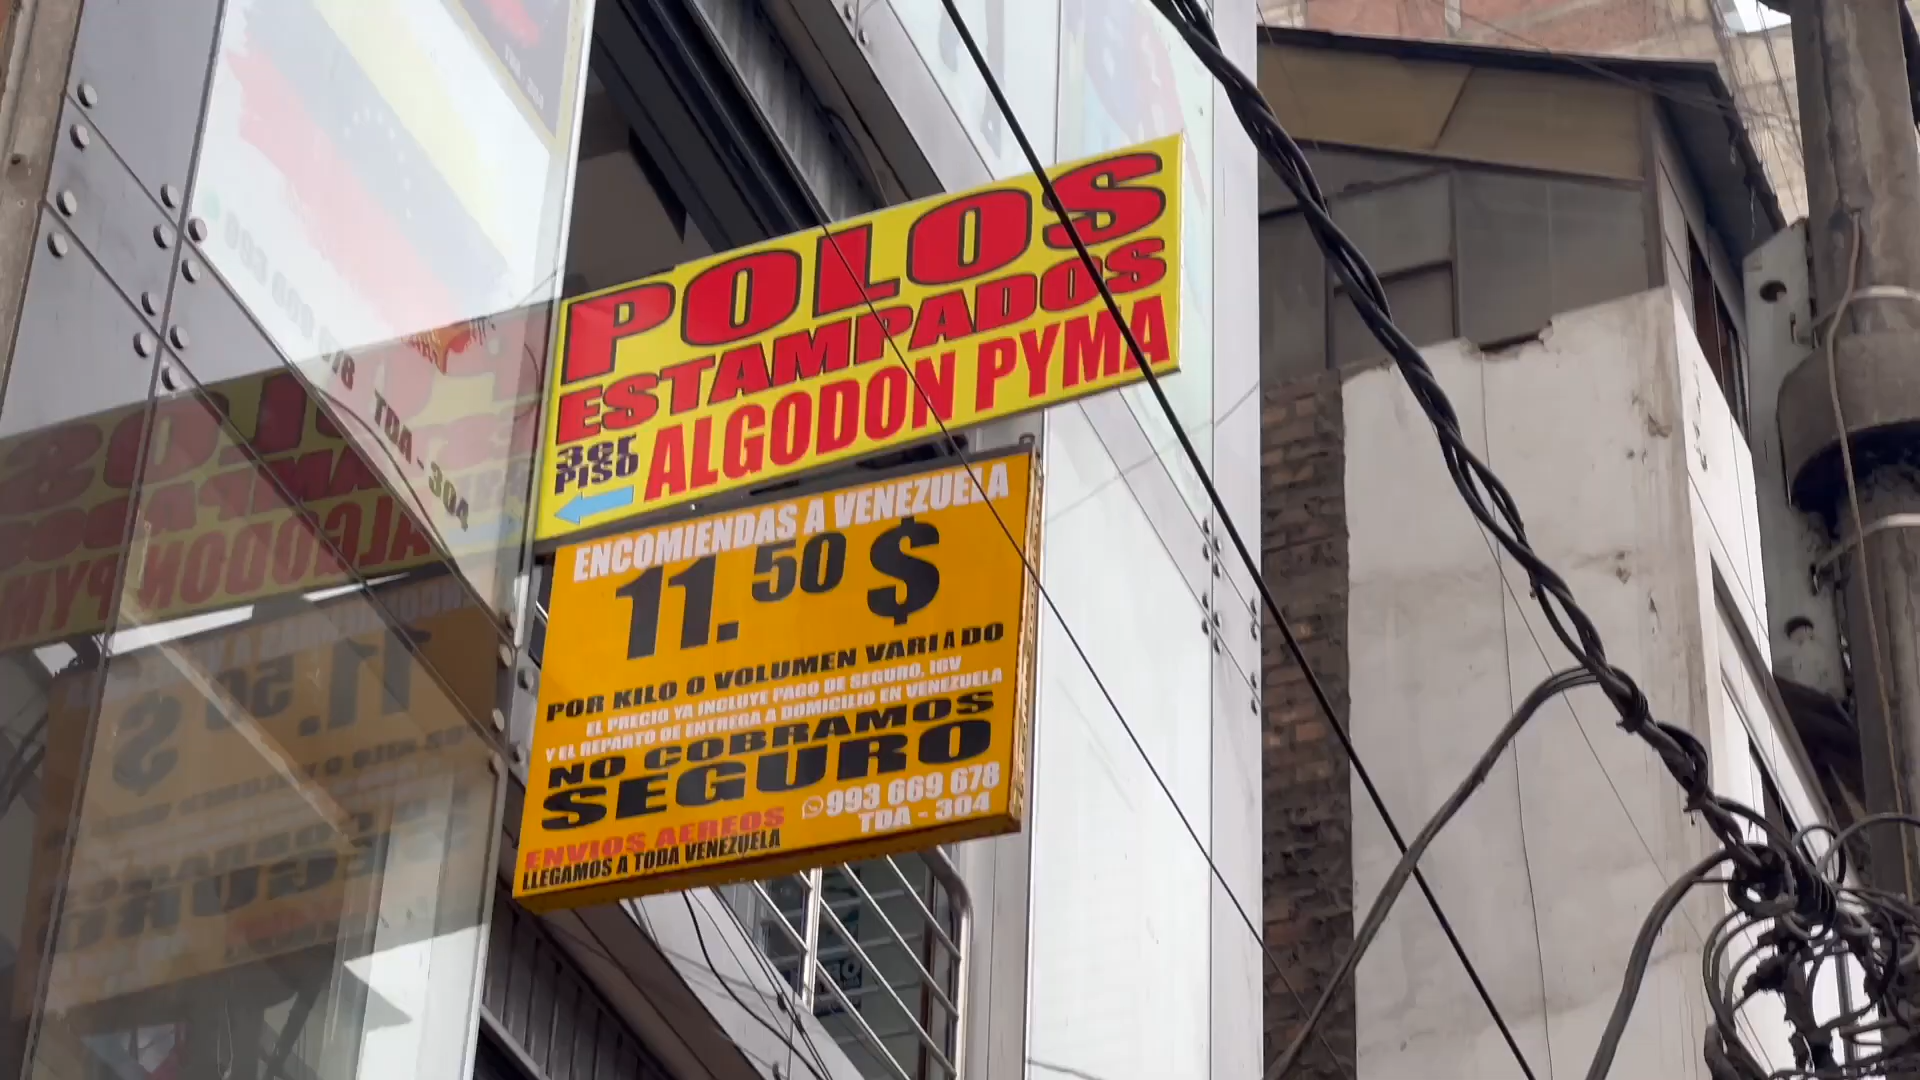 POLOS
ESTAMPADOS
3er
PISO
ALGODON PYMA
ENCOMIENDAS A VENEZUELA
11.50 $
POR KILO O VOLUMEN VARIADO
EL PRECIO YA INCLUYE PAGO DE SEGURO, IGV
Y EL REPARTO DE ENTREGA A DOMICILIO EN VENEZUELA
NO COBRAMOS
SEGURO
993 669 678
TDA - 304
ENVIOS AEREOS
LLEGAMOS A TODA VENEZUELA
TDA - 304